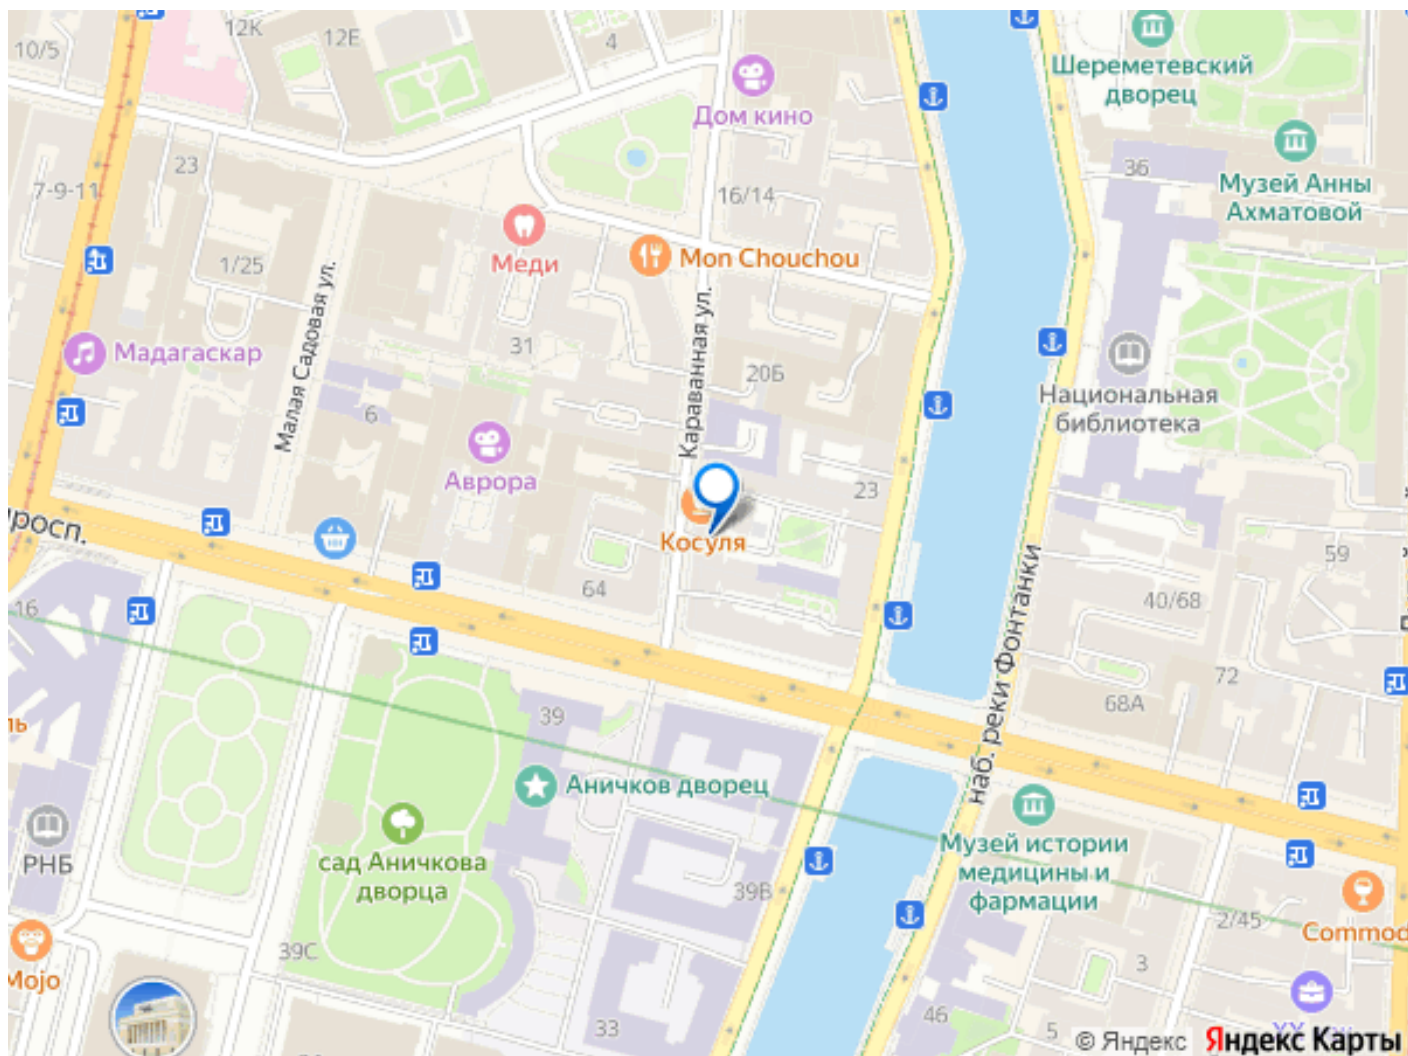 12К
12Е
4
10/5
Шереметевский
дворец
Дом кино
23
7-9-11
16/14
36
Музей Анны
Ахматовой
Меди
Mon Chouchou
1/25
Малая Садовая ул.
Караванная ул.
Мадагаскар
31
20Б
6
Национальная
библиотека
Аврора
23
просп.
Косуля
64
59
40/68
16
наб. реки Фонтанки
72
68А
39
Аничков дворец
РНБ
сад Аничкова
дворца
Музей истории
медицины и
фармации
39В
2/45
Commod
39С
Mojo
3
33
46
5
© Яндекс
Яндекс Карты